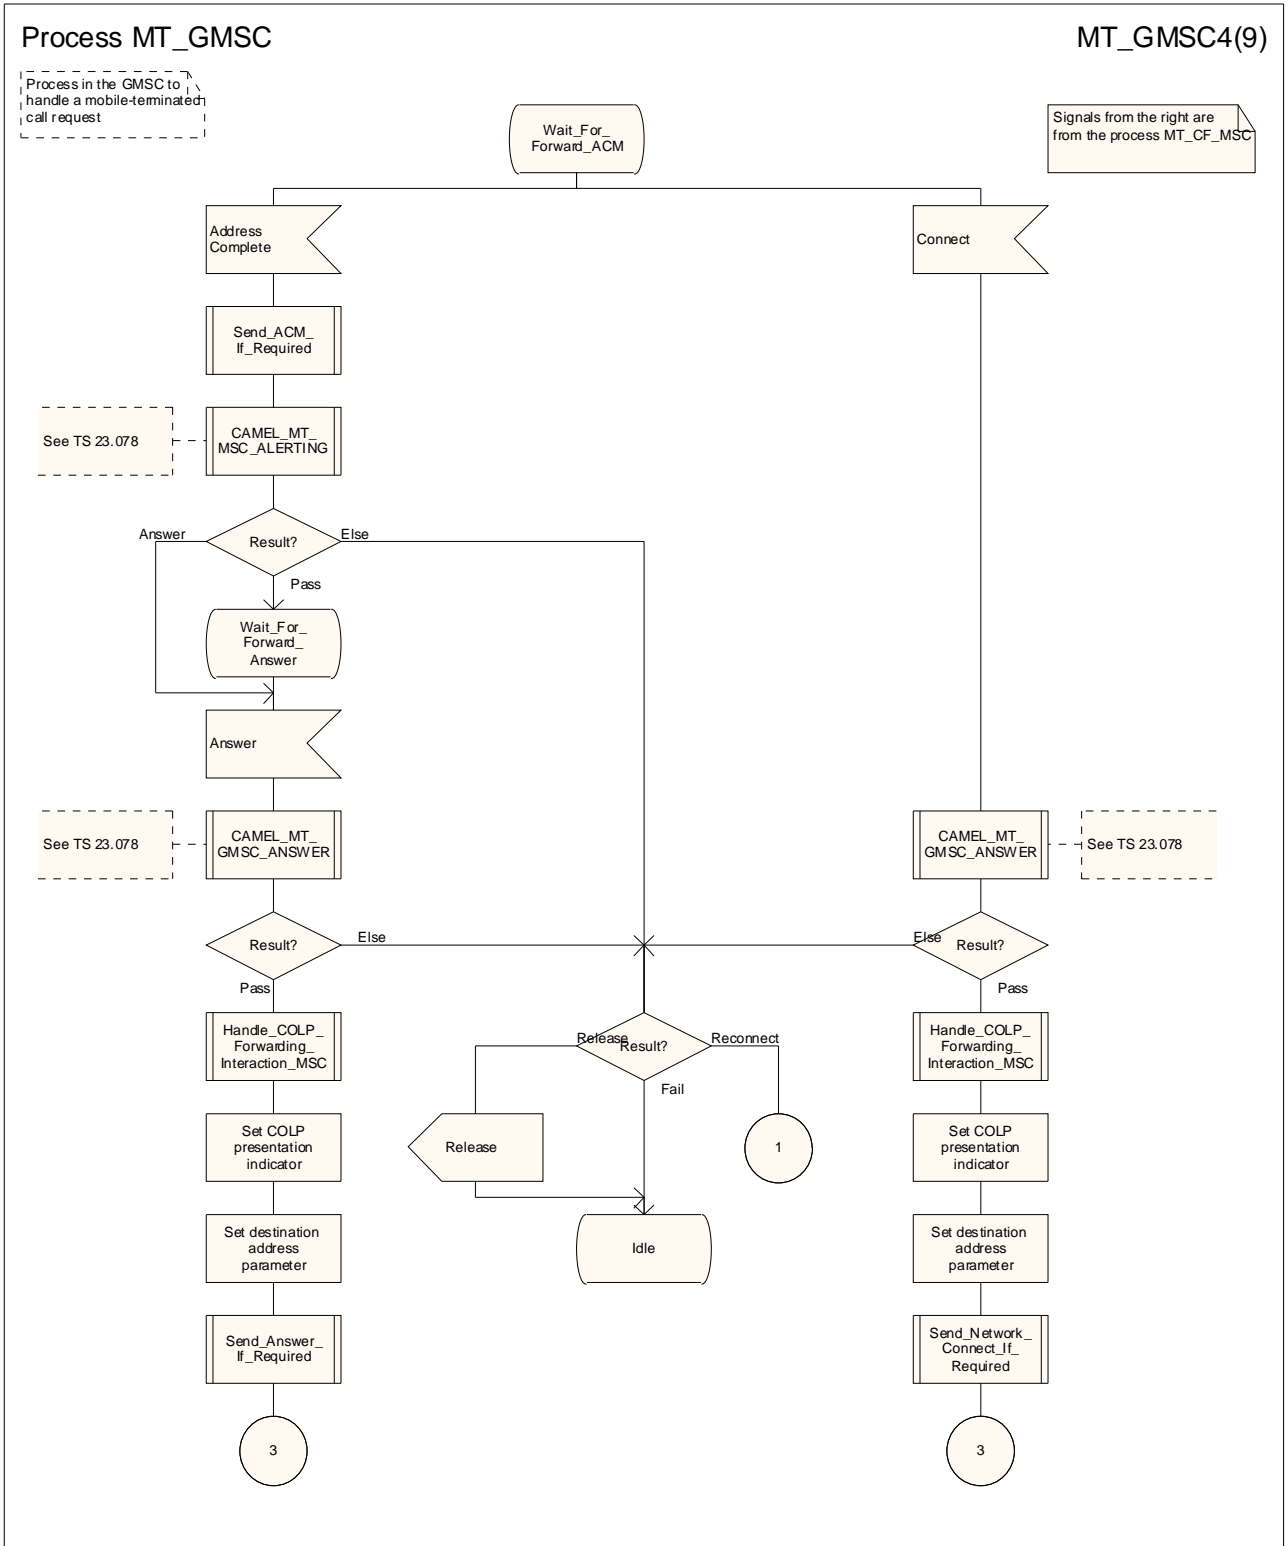 Process MT_GMSC
MT_GMSC4(9)
Process in the GMSC to
handle a mobile-terminated
call request
Wait_For_
Forward_ACM
Signals from the right are
from the process MT_CF_MSC
Address
Complete
Connect
Send_ACM_
If_Required
See TS 23.078
CAMEL_MT_
MSC_ALERTING
Answer
Result?
Else
Pass
Wait_For_
Forward_
Answer
Answer
See TS 23.078
CAMEL_MT_
GMSC_ANSWER
CAMEL_MT_
GMSC_ANSWER
See TS 23.078
Result?
Else
Else
Result?
Pass
Pass
Handle_COLP_
Forwarding_
Interaction_MSC
Release
Result?
Reconnect
Fail
Handle_COLP_
Forwarding_
Interaction_MSC
Set COLP
presentation
indicator
Release
1
Set COLP
presentation
indicator
Set destination
address
parameter
Idle
Set destination
address
parameter
Send_Answer_
If_Required
Send_Network_
Connect_If_
Required
3
3